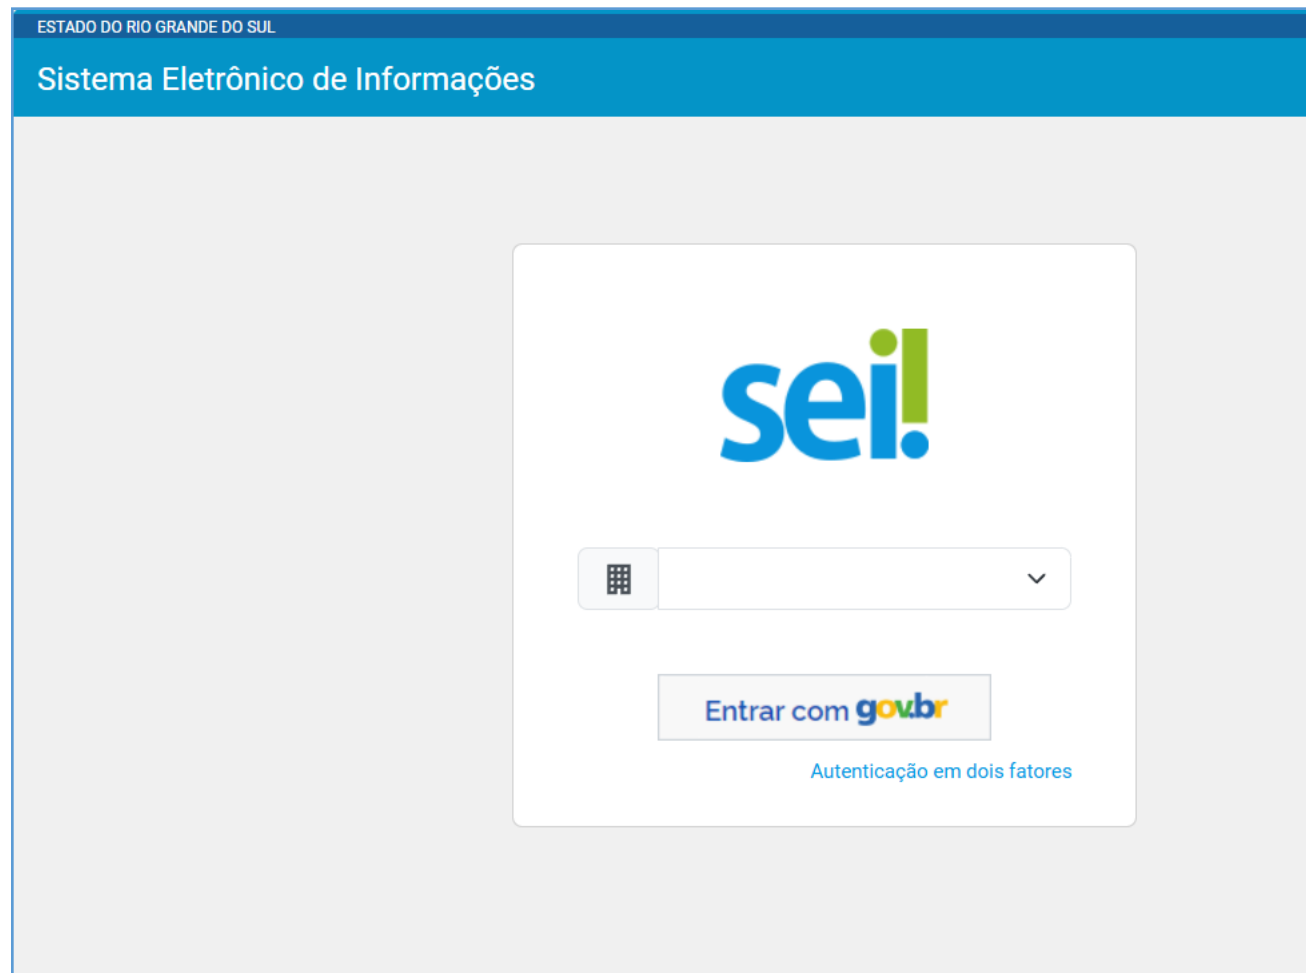 ESTADO DO RIO GRANDE DO SUL
Sistema Eletrônico de Informações
sei!
Entrar com gov.br
Autenticação em dois fatores